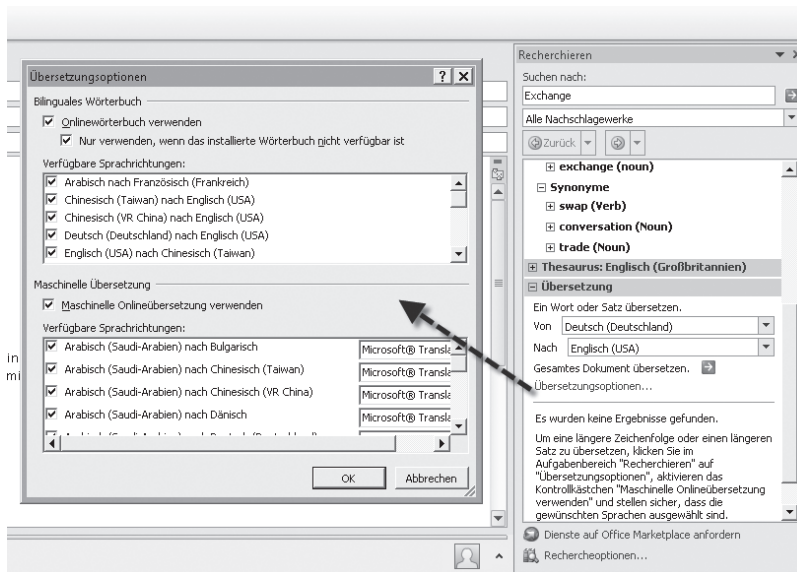 Übersetzungsoptionen
Bilinguales Wörterbuch
Onlinewörterbuch verwenden
Nur verwenden, wenn das installierte Wörterbuch nicht verfügbar ist
Verfügbare Sprachrichtungen:
Arabisch nach Französisch (Frankreich)
Chinesisch (Taiwan) nach Englisch (USA)
Chinesisch (VR China) nach Englisch (USA)
Deutsch (Deutschland) nach Englisch (USA)
Englisch (USA) nach Chinesisch (Taiwan)
Maschinelle Übersetzung
Maschinelle Onlineübersetzung verwenden
Verfügbare Sprachrichtungen:
Arabisch (Saudi-Arabien) nach Bulgarisch Microsoft® Transla
Arabisch (Saudi-Arabien) nach Chinesisch (Taiwan) Microsoft® Transla
Arabisch (Saudi-Arabien) nach Chinesisch (VR China) Microsoft® Transla
Arabisch (Saudi-Arabien) nach Dänisch Microsoft® Transla
OK Abbrechen
in
mi
Recherchieren
Suchen nach:
Exchange
Alle Nachschlagewerke
Zurück
exchange (noun)
Synonyme
swap (Verb)
conversation (Noun)
trade (Noun)
Thesaurus: Englisch (Großbritannien)
Übersetzung
Ein Wort oder Satz übersetzen.
Von Deutsch (Deutschland)
Nach Englisch (USA)
Gesamtes Dokument übersetzen.
Übersetzungsoptionen...
Es wurden keine Ergebnisse gefunden.
Um eine längere Zeichenfolge oder einen längeren
Satz zu übersetzen, klicken Sie im
Aufgabenbereich "Recherchieren" auf
"Übersetzungsoptionen", aktivieren das
Kontrollkästchen "Maschinelle Onlineübersetzung
verwenden" und stellen sicher, dass die
gewünschten Sprachen ausgewählt sind.
Dienste auf Office Marketplace anfordern
Rechercheoptionen...